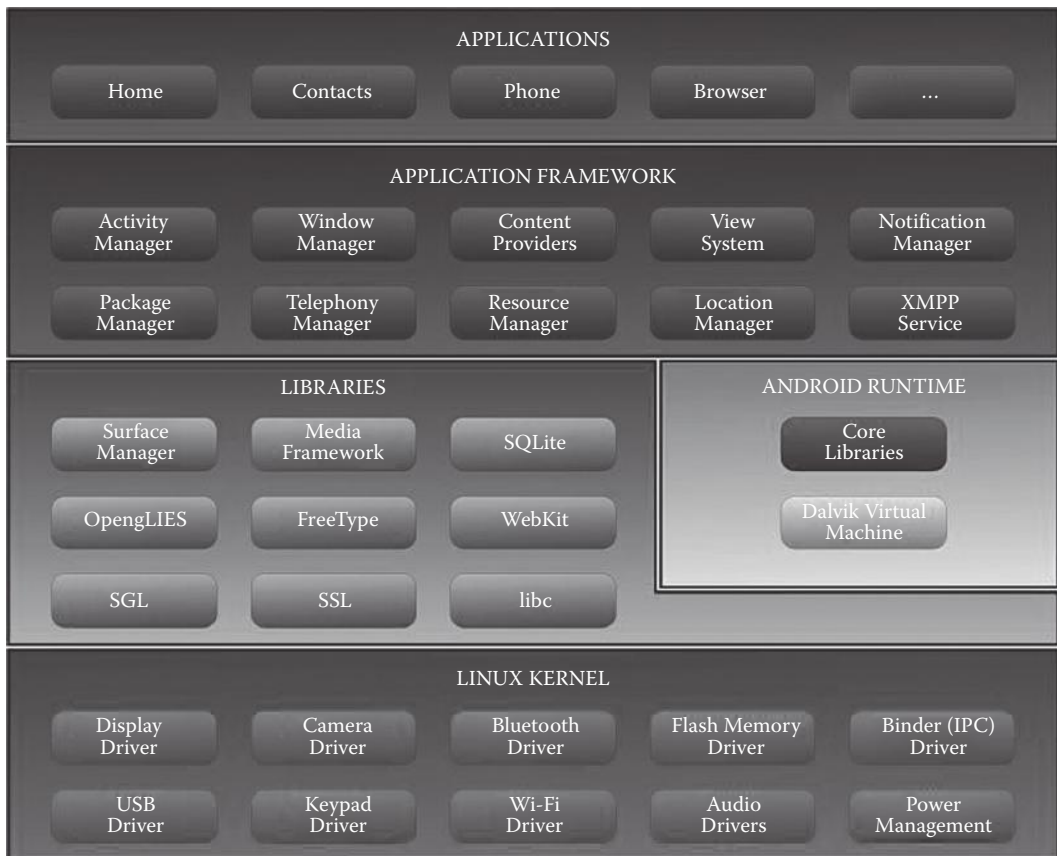 APPLICATIONS
Home
Contacts
Phone
Browser
...
APPLICATION FRAMEWORK
Activity
Manager
Window
Manager
Content
Providers
View
System
Notification
Manager
Package
Manager
Telephony
Manager
Resource
Manager
Location
Manager
XMPP
Service
LIBRARIES
Surface
Manager
Media
Framework
SQLite
OpengLIES
FreeType
WebKit
SGL
SSL
libc
ANDROID RUNTIME
Core
Libraries
Dalvik Virtual
Machine
LINUX KERNEL
Display
Driver
Camera
Driver
Bluetooth
Driver
Flash Memory
Driver
Binder (IPC)
Driver
USB
Driver
Keypad
Driver
Wi-Fi
Driver
Audio
Drivers
Power
Management